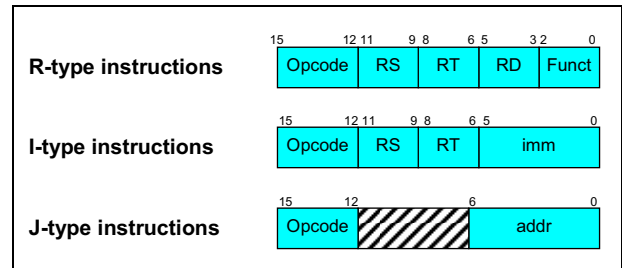 15 12 11 9 8 6 5 3 2 0
R-type instructions Opcode RS RT RD Funct
15 12 11 9 8 6 5 0
I-type instructions Opcode RS RT imm
15 12 6 0
J-type instructions Opcode addr